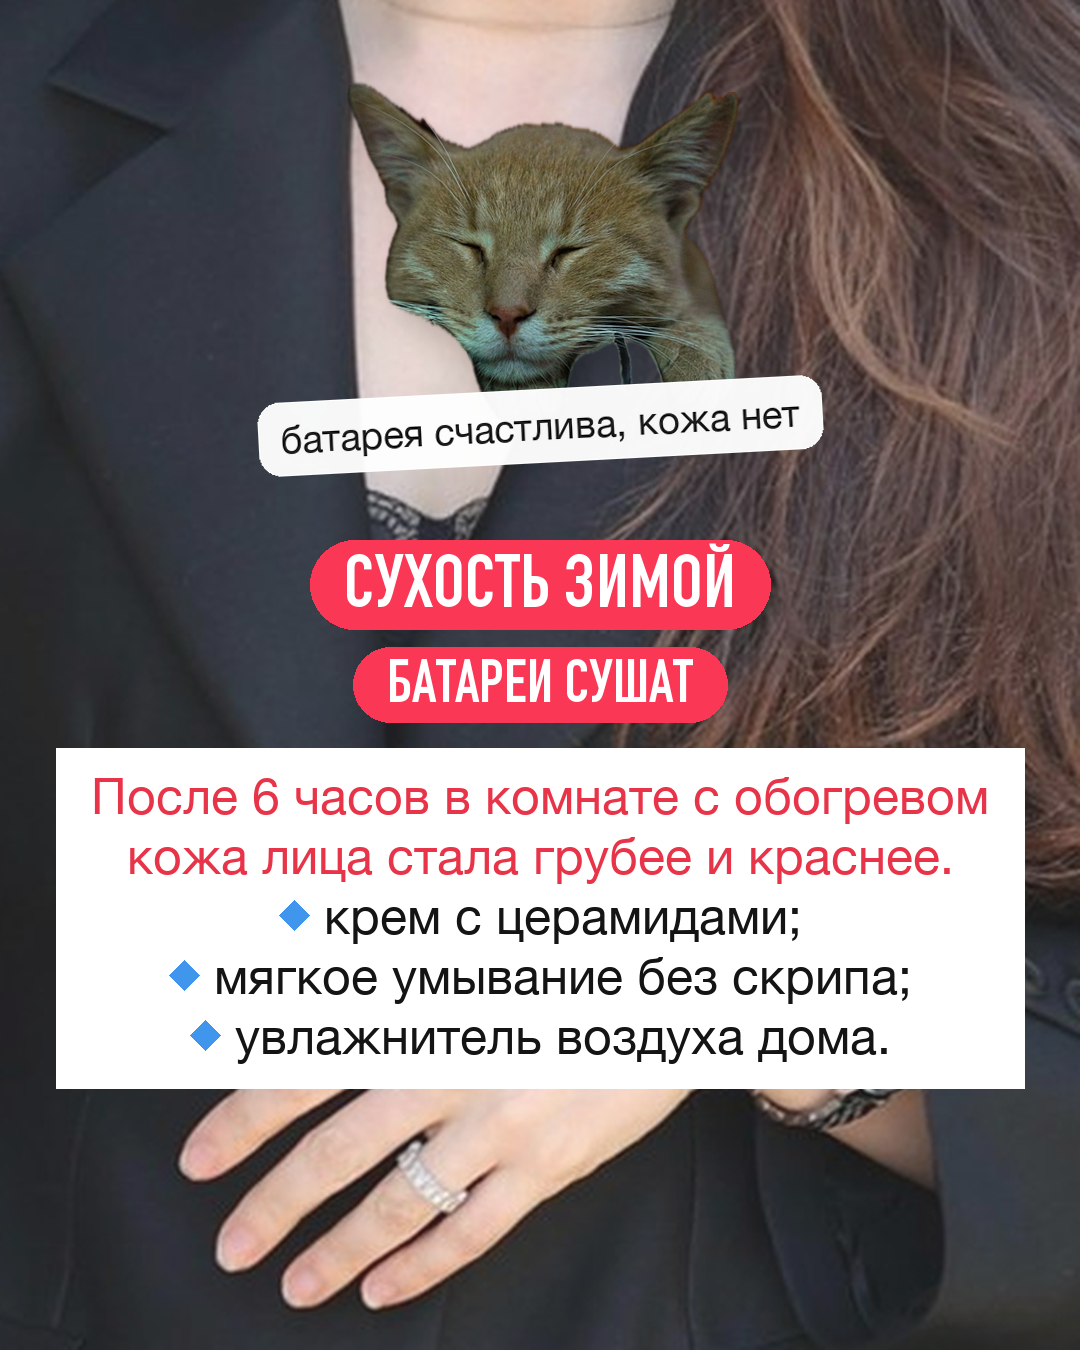 батарея счастлива, кожа нет
СУХОСТЬ ЗИМОЙ
БАТАРЕИ СУШАТ
После 6 часов в комнате с обогревом
кожа лица стала грубее и краснее.
🔹 крем с церамидами;
🔹 мягкое умывание без скрипа;
🔹 увлажнитель воздуха дома.